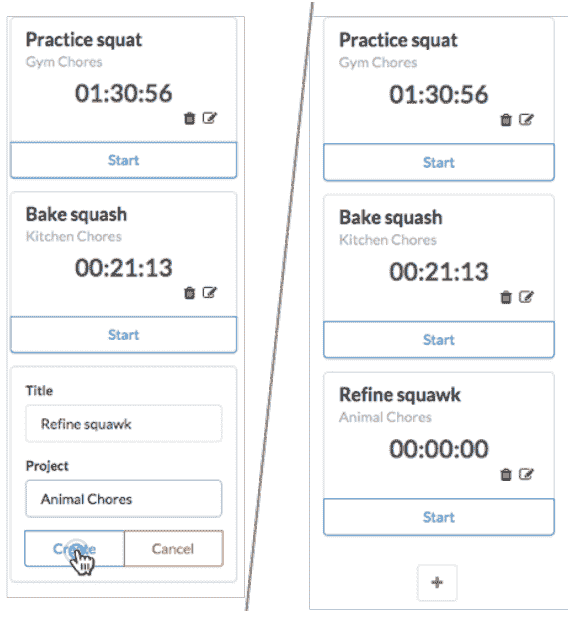 Practice squat
Gym Chores
01:30:56
Start
Bake squash
Kitchen Chores
00:21:13
Start
Title
Refine squawk
Project
Animal Chores
Create
Cancel
Practice squat
Gym Chores
01:30:56
Start
Bake squash
Kitchen Chores
00:21:13
Start
Refine squawk
Animal Chores
00:00:00
Start
+